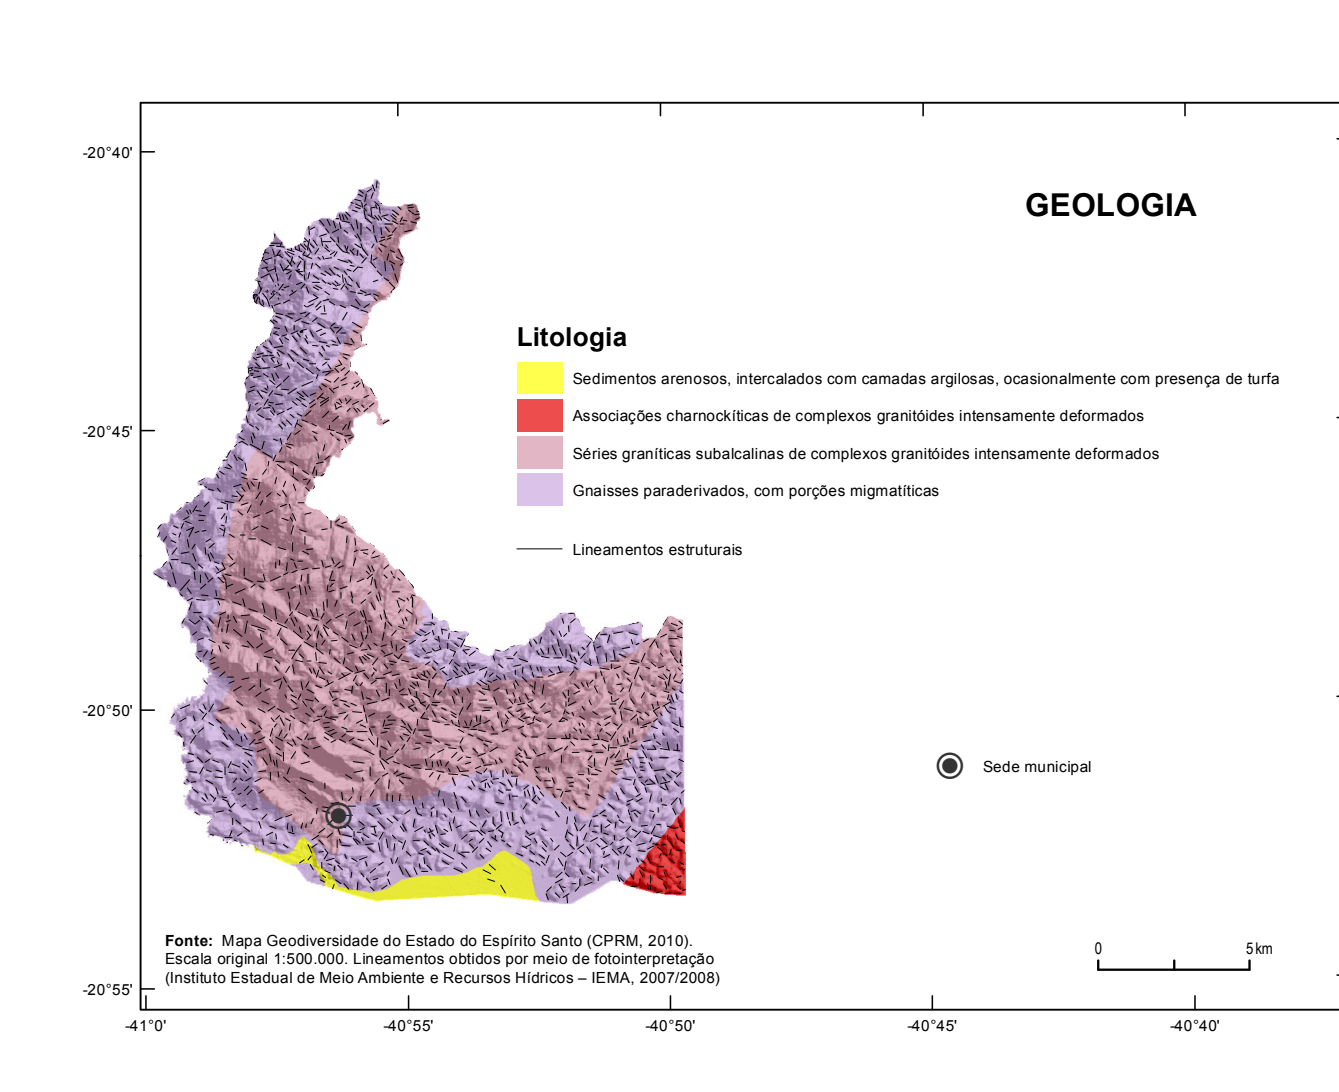 -20°40'
GEOLOGIA
Litologia
Sedimentos arenosos, intercalados com camadas argilosas, ocasionalmente com presença de turfa
Associações charnockíticas de complexos granitóides intensamente deformados
-20°45'
Séries graníticas subalcalinas de complexos granitóides intensamente deformados
Gnaisses paraderivados, com porções migmatíticas
Lineamentos estruturais
-20°50'
Sede municipal
Fonte: Mapa Geodiversidade do Estado do Espírito Santo (CPRM, 2010).
Escala original 1:500.000. Lineamentos obtidos por meio de fotointerpretação
(Instituto Estadual de Meio Ambiente e Recursos Hídricos – IEMA, 2007/2008)
0 5 km
-20°55'
-41°0' -40°55' -40°50' -40°45' -40°40'